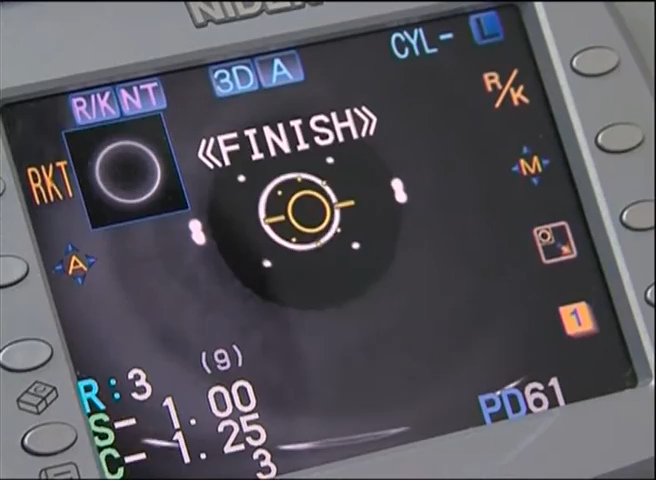 NIDEK
CYL- L
3D A
R/K NT
R/K
«FINISH»
RKT
M
A
1
(9)
R:3
S- 1.00
C- 1.25
3
PD61